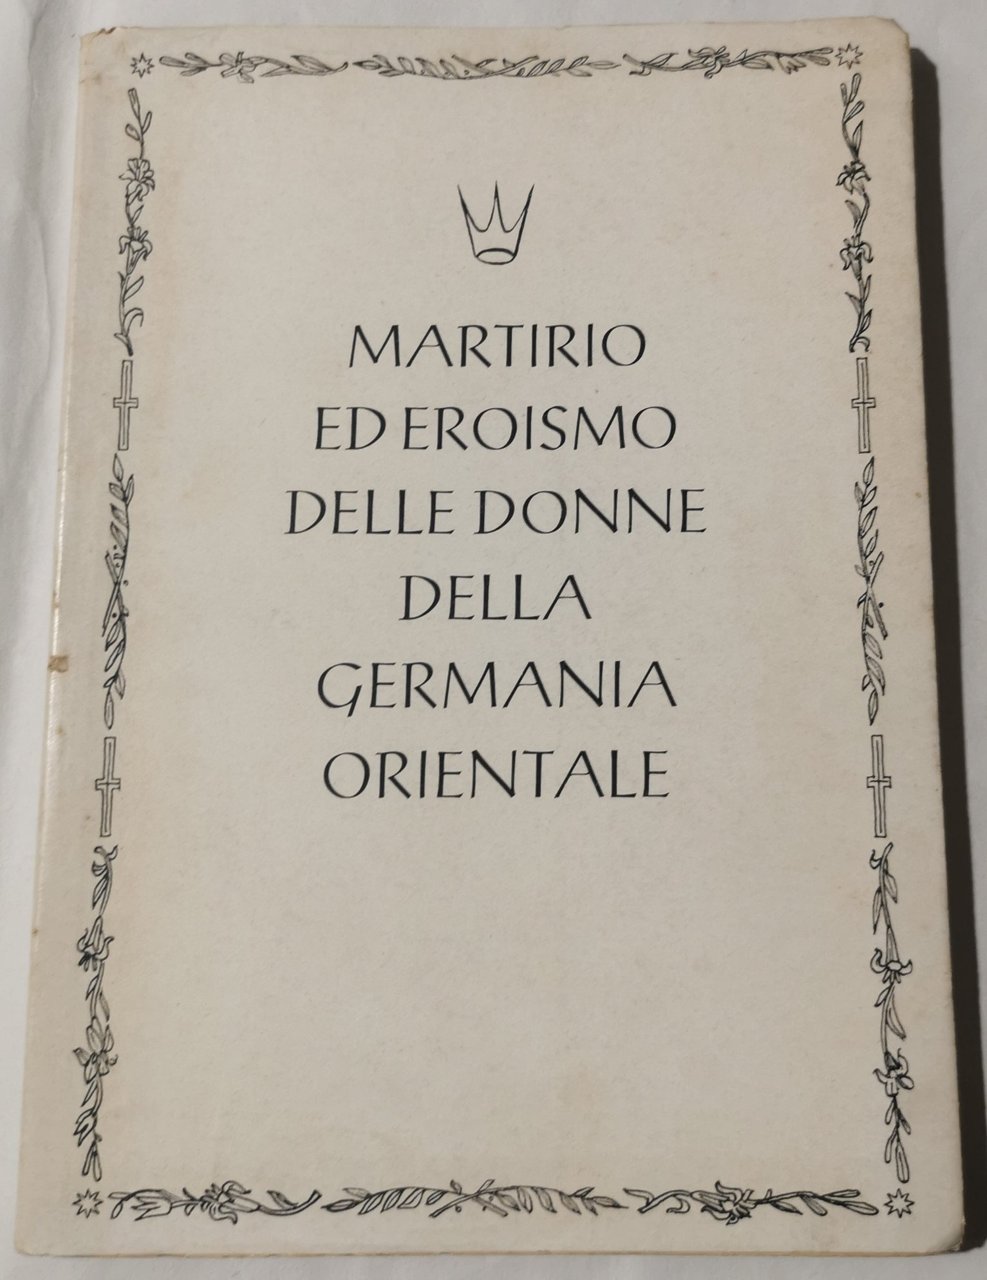 MARTIRIO
ED EROISMO
DELLE DONNE
DELLA
GERMANIA
ORIENTALE